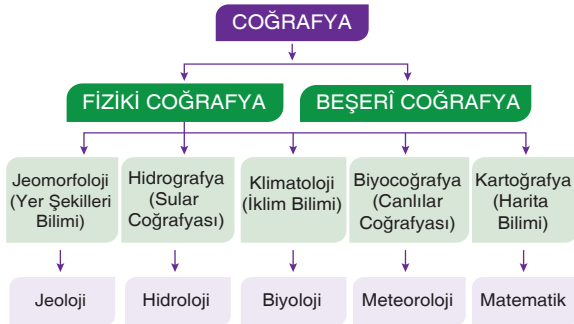 COĞRAFYA
FİZİKİ COĞRAFYA
BEŞERÎ COĞRAFYA
Jeomorfoloji
(Yer Şekilleri
Bilimi)
Hidrografya
(Sular
Coğrafyası)
Klimatoloji
(İklim Bilimi)
Biyocoğrafya
(Canlılar
Coğrafyası)
Kartoğrafya
(Harita
Bilimi)
Jeoloji
Hidroloji
Biyoloji
Meteoroloji
Matematik